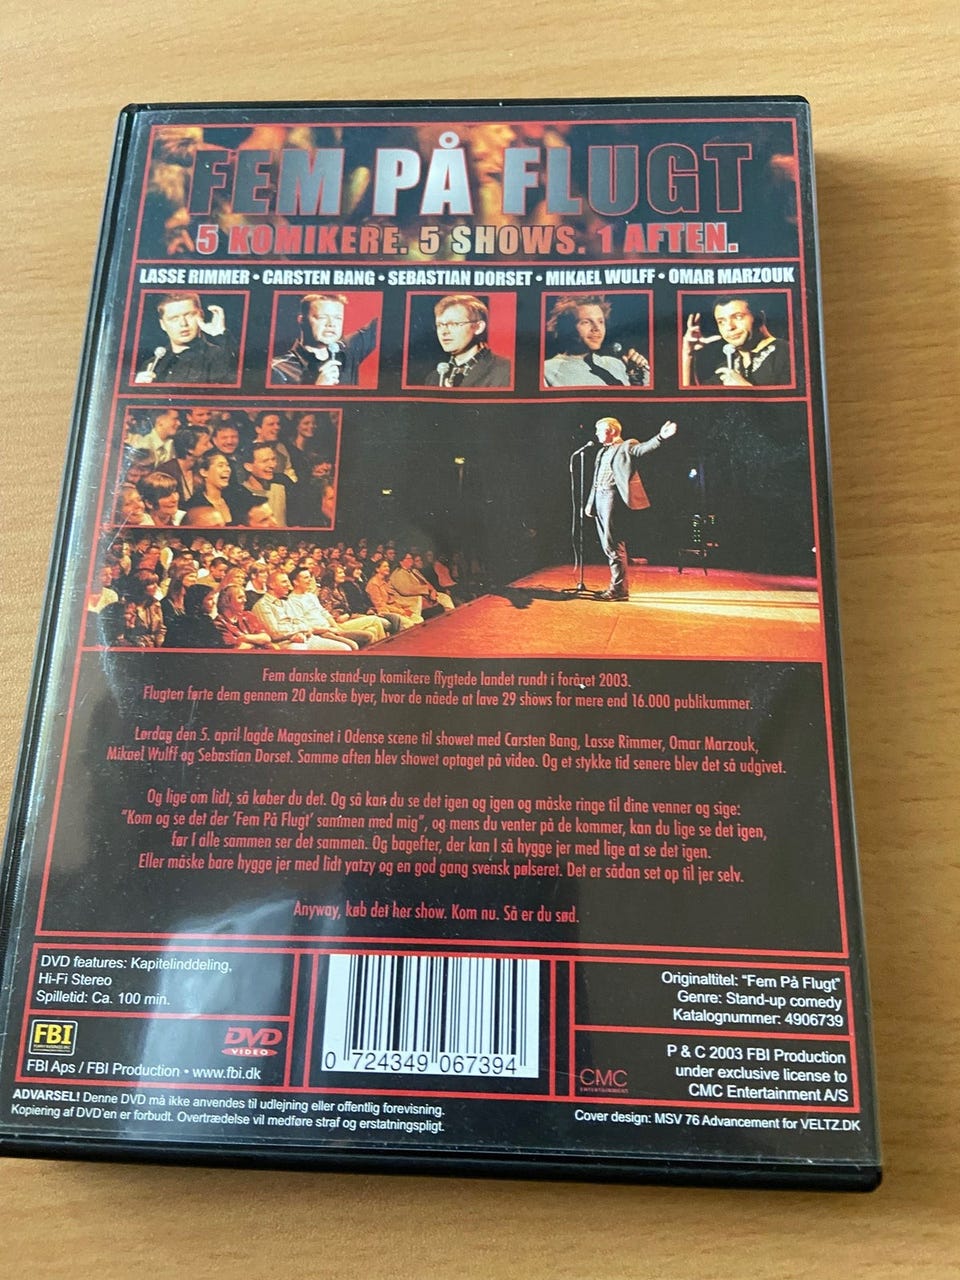 FEM PÅ FLUGT
5 KOMIKERE. 5 SHOWS. 1 AFTEN.
LASSE RIMMER • CARSTEN BANG • SEBASTIAN DORSET • MIKAEL WULFF • OMAR MARZOUK
Fem danske stand-up komikere flygtede landet rundt i foråret 2003.
Flugten førte dem gennem 20 danske byer, hvor de nåede at lave 29 shows for mere end 16.000 publikummer.
Lørdag den 5. april lagde Magasinet i Odense scene til showet med Carsten Bang, Lasse Rimmer, Omar Marzouk,
Mikael Wulff og Sebastian Dorset. Samme aften blev showet optaget på video. Og et stykke tid senere blev det så udgivet.
Og lige om lidt, så køber du det. Og så kan du se det igen og igen og måske ringe til dine venner og sige:
"Kom og se det der 'Fem På Flugt' sammen med mig", og mens du venter på de kommer, kan du lige se det igen,
før I alle sammen ser det sammen. Og bagefter, der kan I så hygge jer med lige at se det igen.
Eller måske bare hygge jer med lidt yatzy og en god gang svensk pølseret. Det er sådan set op til jer selv.
Anyway, køb det her show. Kom nu. Så er du sød.
DVD features: Kapitelinddeling,
Hi-Fi Stereo
Spilletid: Ca. 100 min.
FBI
DVD
VIDEO
FBI Aps / FBI Production • www.fbi.dk
0 724349 067394
Originaltitel: "Fem På Flugt"
Genre: Stand-up comedy
Katalognummer: 4906739
CMC
ENTERTAINMENT
P & C 2003 FBI Production
under exclusive license to
CMC Entertainment A/S
ADVARSEL! Denne DVD må ikke anvendes til udlejning eller offentlig forevisning.
Kopiering af DVD'en er forbudt. Overtrædelse vil medføre straf og erstatningspligt.
Cover design: MSV 76 Advancement for VELTZ.DK